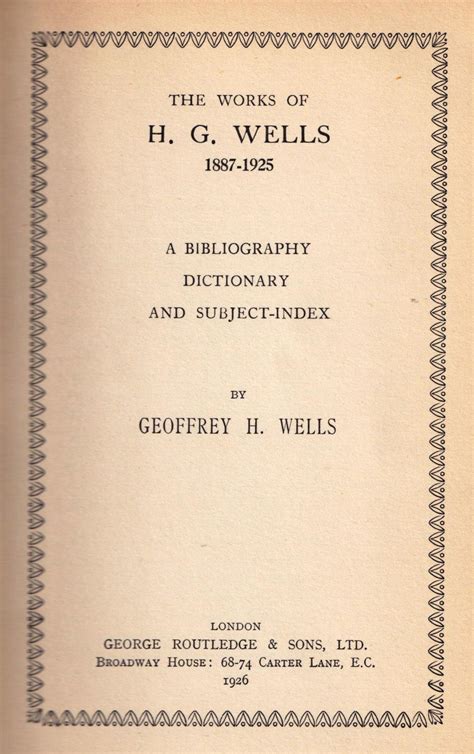 THE WORKS OF
H. G. WELLS
1887-1925
A BIBLIOGRAPHY
DICTIONARY
AND SUBJECT-INDEX
BY
GEOFFREY H. WELLS
LONDON
GEORGE ROUTLEDGE & SONS, LTD.
BROADWAY HOUSE: 68-74 CARTER LANE, E.C.
1926